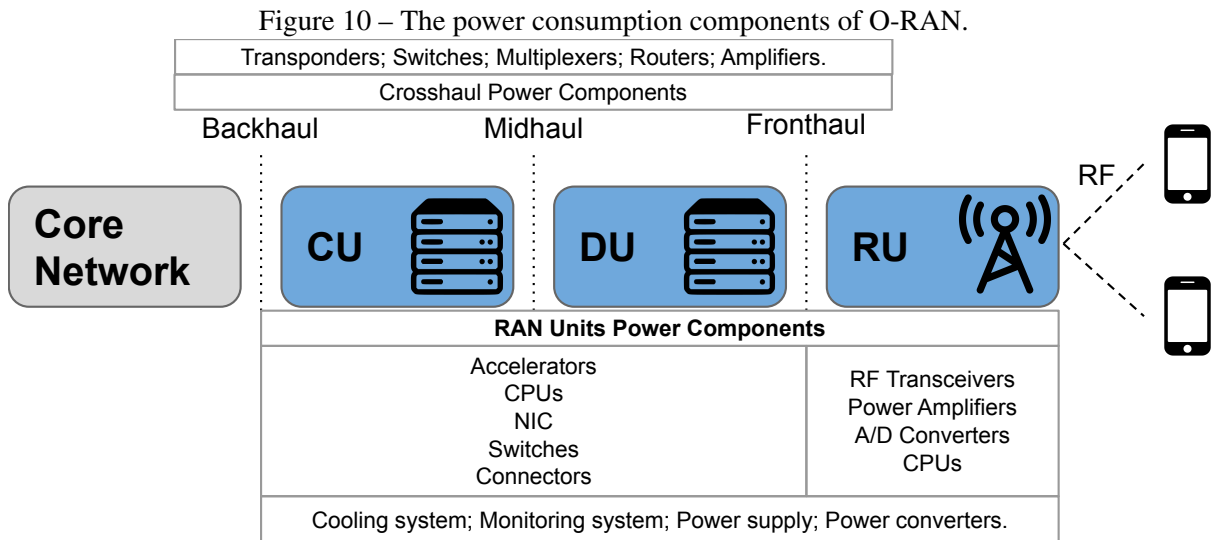 Figure 10 – The power consumption components of O-RAN.
Transponders; Switches; Multiplexers; Routers; Amplifiers.
Crosshaul Power Components
Backhaul Midhaul Fronthaul
Core Network
CU
DU
RU
RF
RAN Units Power Components
Accelerators
CPUs
NIC
Switches
Connectors
RF Transceivers
Power Amplifiers
A/D Converters
CPUs
Cooling system; Monitoring system; Power supply; Power converters.